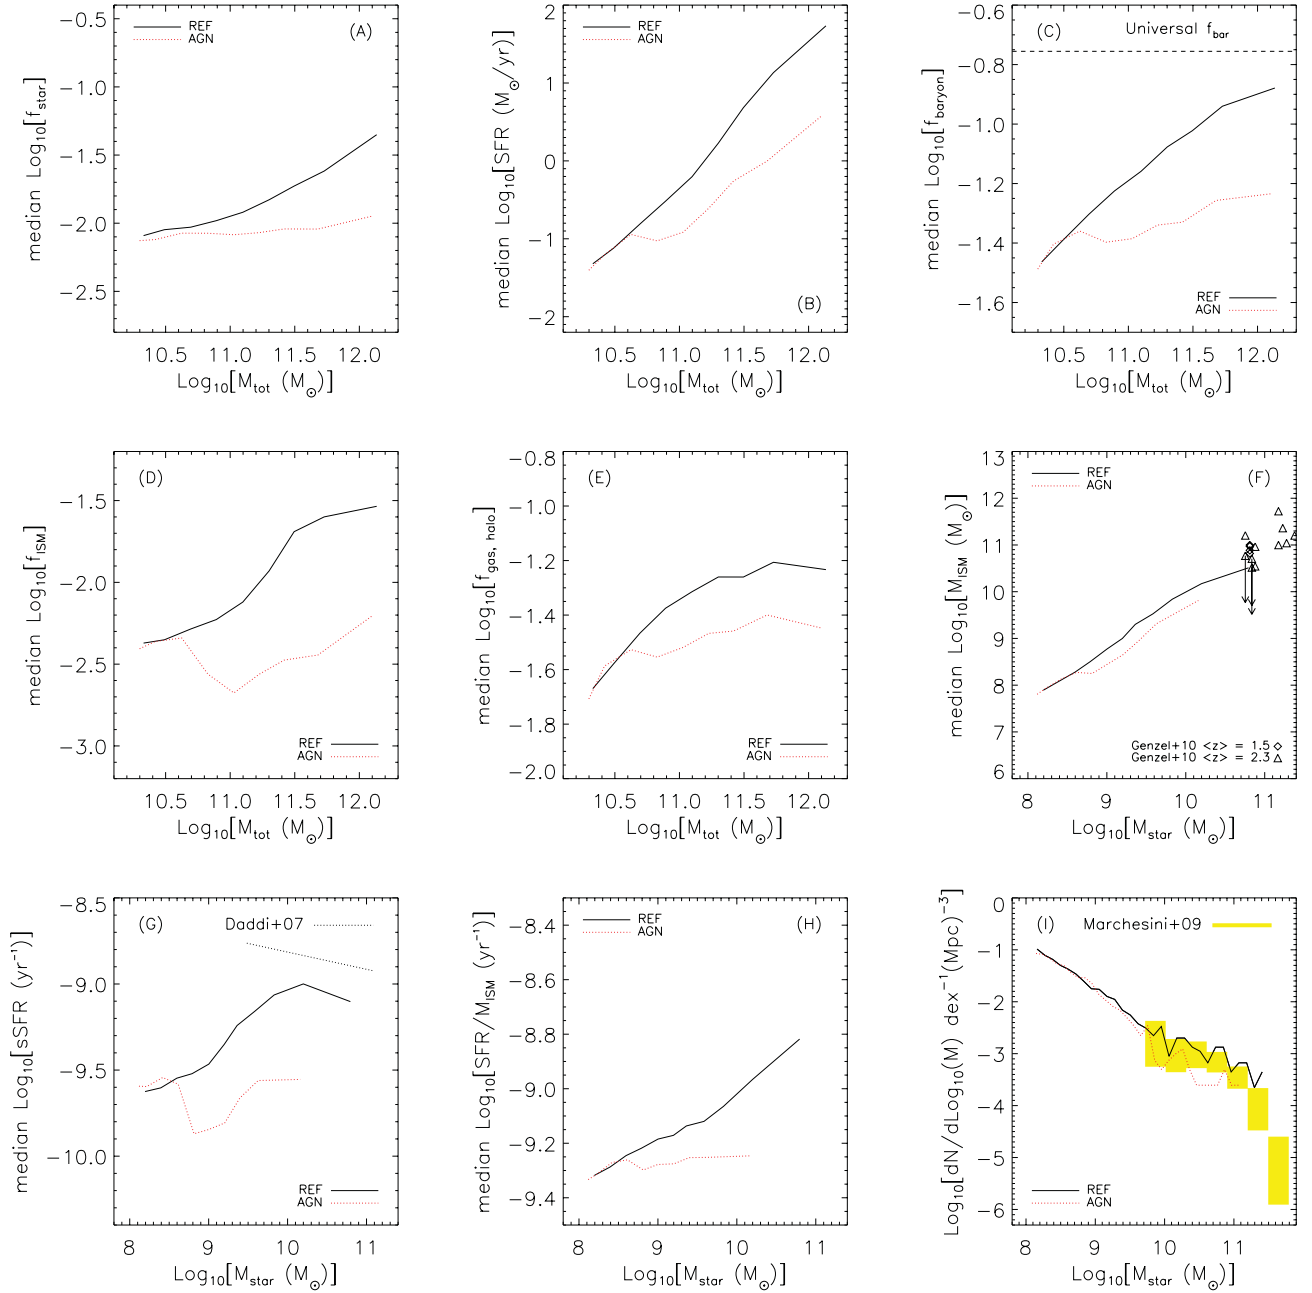 median Log10[fstar]
-0.5
-1.0
-1.5
-2.0
-2.5
REF
AGN
(A)
10.5 11.0 11.5 12.0
Log10[Mtot (M⊙)]
median Log10[SFR (M⊙/yr)]
2
1
0
-1
-2
REF
AGN
(B)
10.5 11.0 11.5 12.0
Log10[Mtot (M⊙)]
median Log10[fbaryon]
-0.6
-0.8
-1.0
-1.2
-1.4
-1.6
(C)
Universal fbar
REF
AGN
10.5 11.0 11.5 12.0
Log10[Mtot (M⊙)]
median Log10[fISM]
-1.5
-2.0
-2.5
-3.0
(D)
REF
AGN
10.5 11.0 11.5 12.0
Log10[Mtot (M⊙)]
median Log10[fgas, halo]
-0.8
-1.0
-1.2
-1.4
-1.6
-1.8
-2.0
(E)
REF
AGN
10.5 11.0 11.5 12.0
Log10[Mtot (M⊙)]
median Log10[MISM (M⊙)]
13
12
11
10
9
8
7
6
REF
AGN
(F)
Genzel+10 <z> = 1.5
Genzel+10 <z> = 2.3
8 9 10 11
Log10[Mstar (M⊙)]
median Log10[sSFR (yr-1)]
-8.5
-9.0
-9.5
-10.0
(G)
Daddi+07
REF
AGN
8 9 10 11
Log10[Mstar (M⊙)]
median Log10[SFR/MISM (yr-1)]
-8.3
-8.6
-8.8
-9.0
-9.2
-9.4
REF
AGN
(H)
8 9 10 11
Log10[Mstar (M⊙)]
Log10[dN/dLog10(M) dex-1(Mpc)-3]
0
-1
-2
-3
-4
-5
-6
(I)
Marchesini+09
REF
AGN
8 9 10 11
Log10[Mstar (M⊙)]